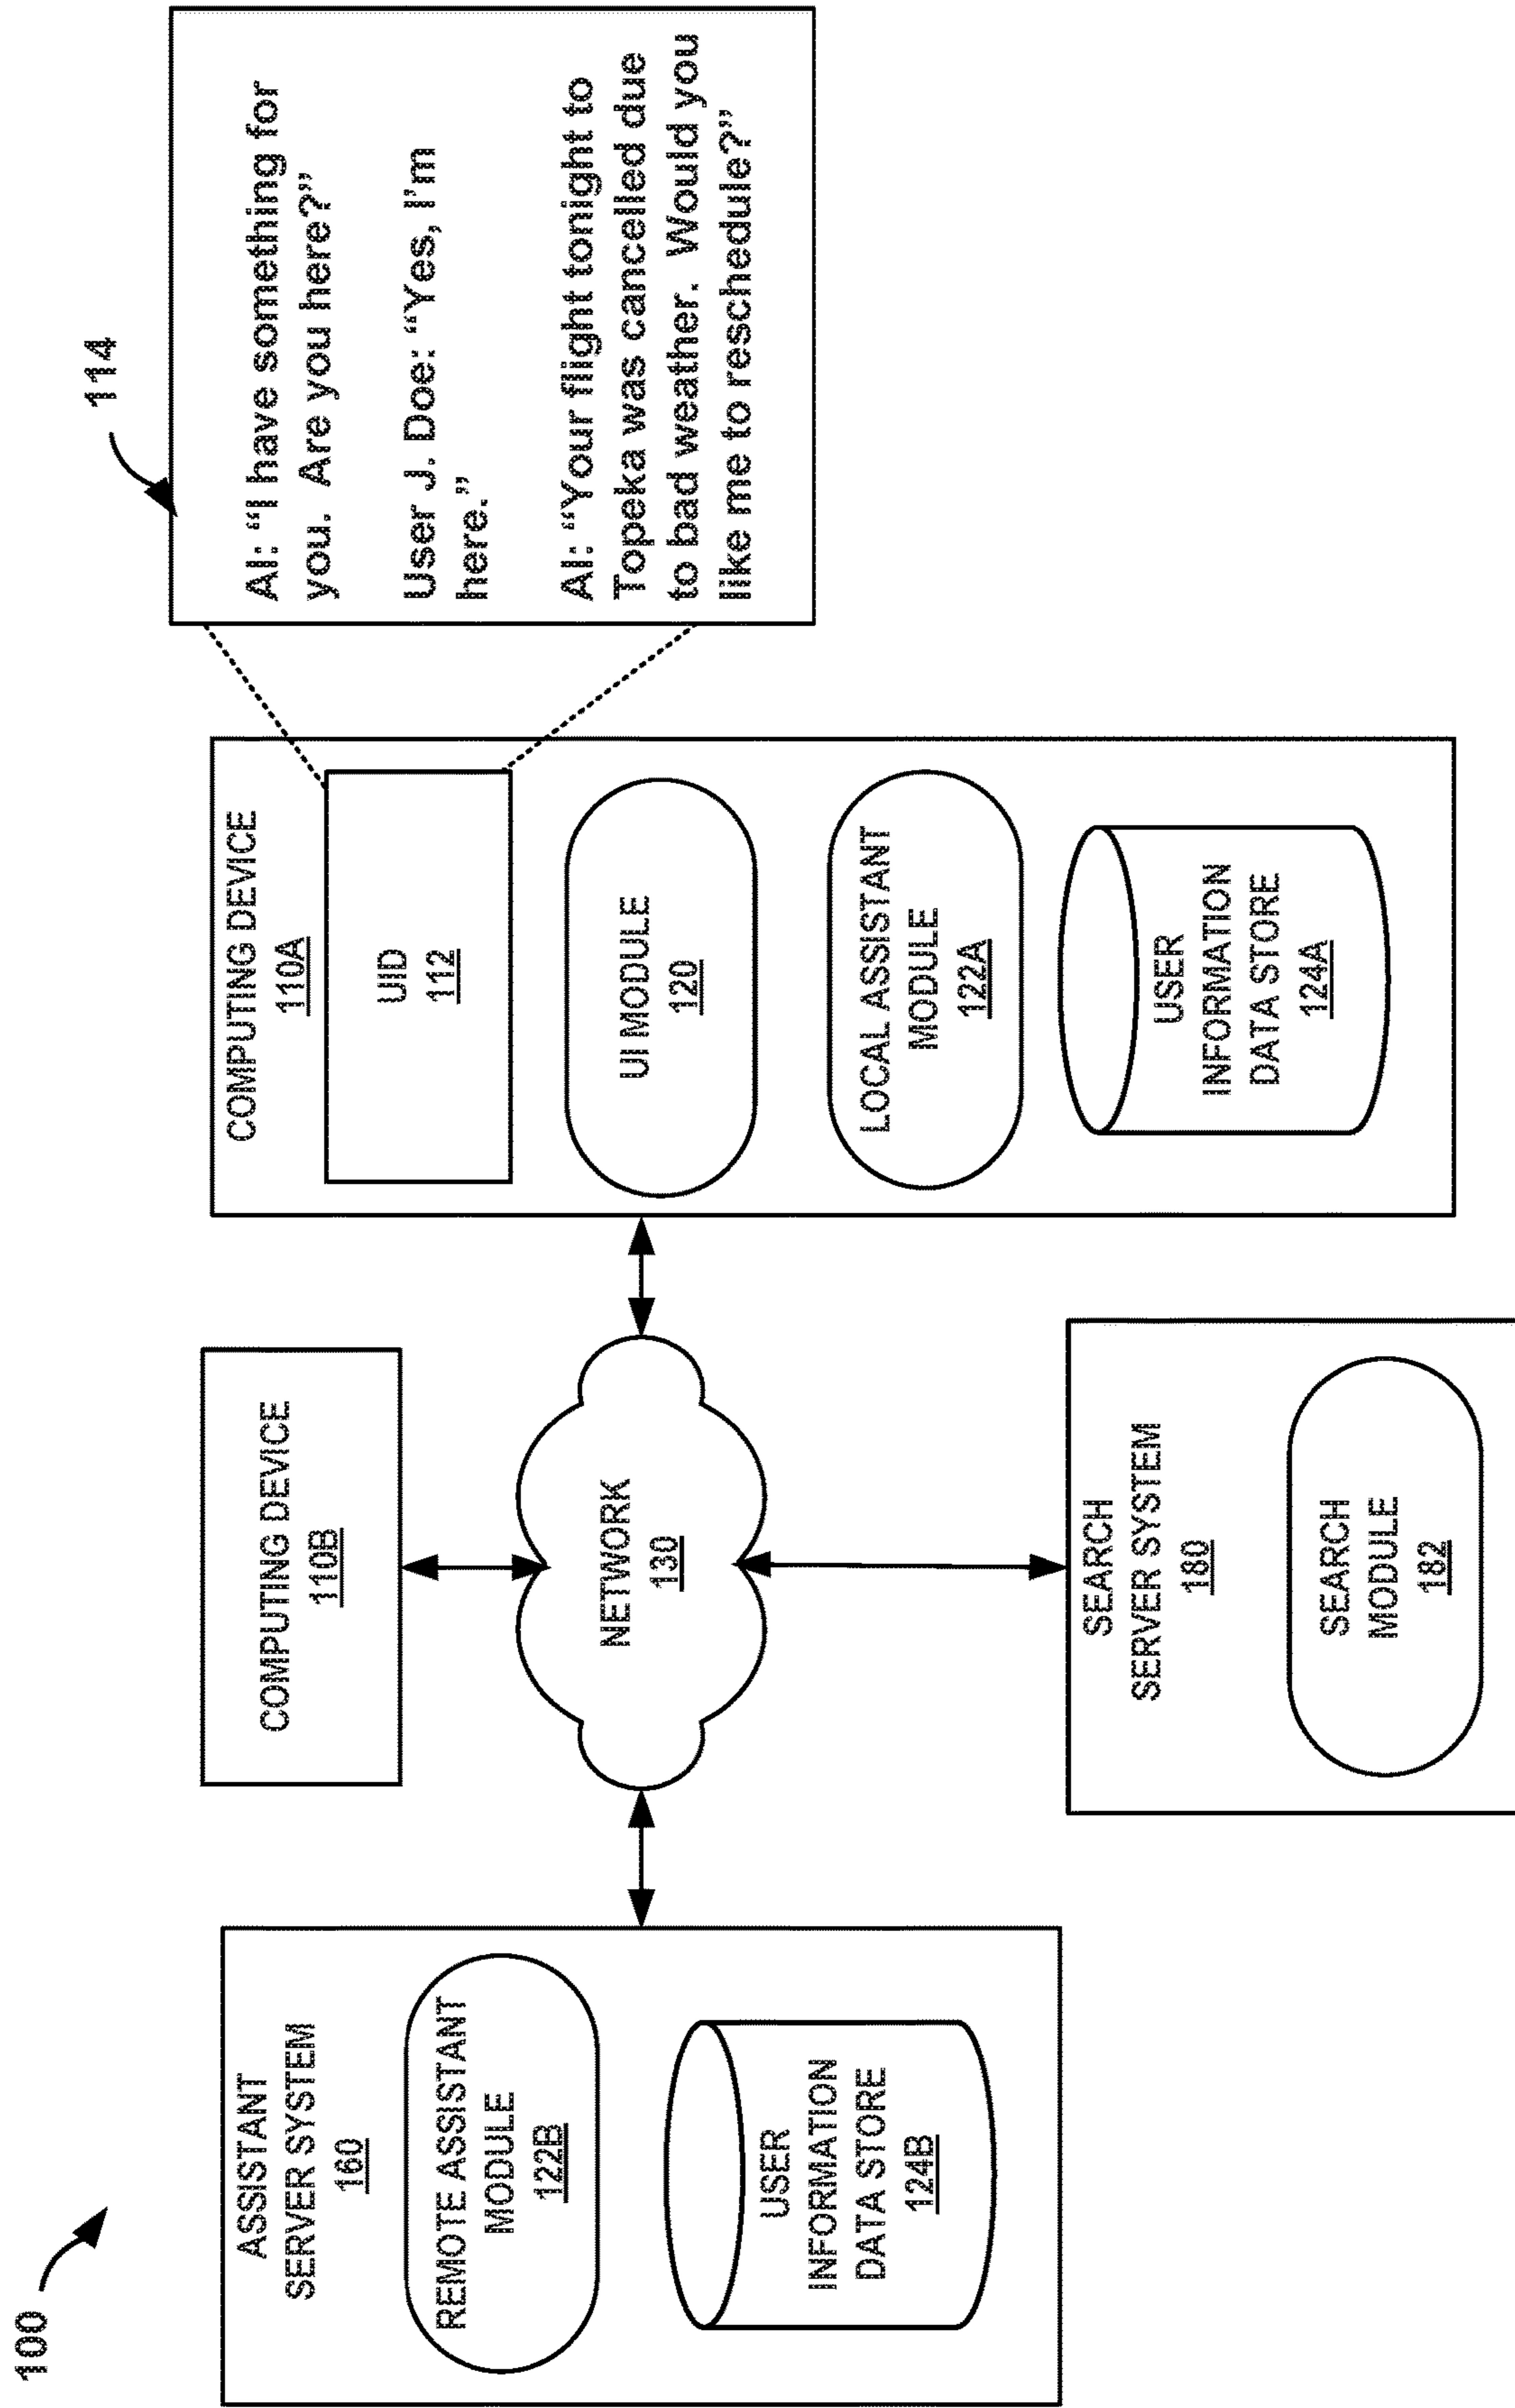 100
ASSISTANT
SERVER SYSTEM
160
REMOTE ASSISTANT
MODULE
122B
USER
INFORMATION
DATA STORE
124B
COMPUTING DEVICE
110B
NETWORK
130
SEARCH
SERVER SYSTEM
180
SEARCH
MODULE
182
COMPUTING DEVICE
110A
UID
112
UI MODULE
120
LOCAL ASSISTANT
MODULE
122A
USER
INFORMATION
DATA STORE
124A
114
AI: “I have something for
you.  Are you here?”
User J. Doe: “Yes, I’m
here.”
AI: “Your flight tonight to
Topeka was cancelled due
to bad weather.  Would you
like me to reschedule?”